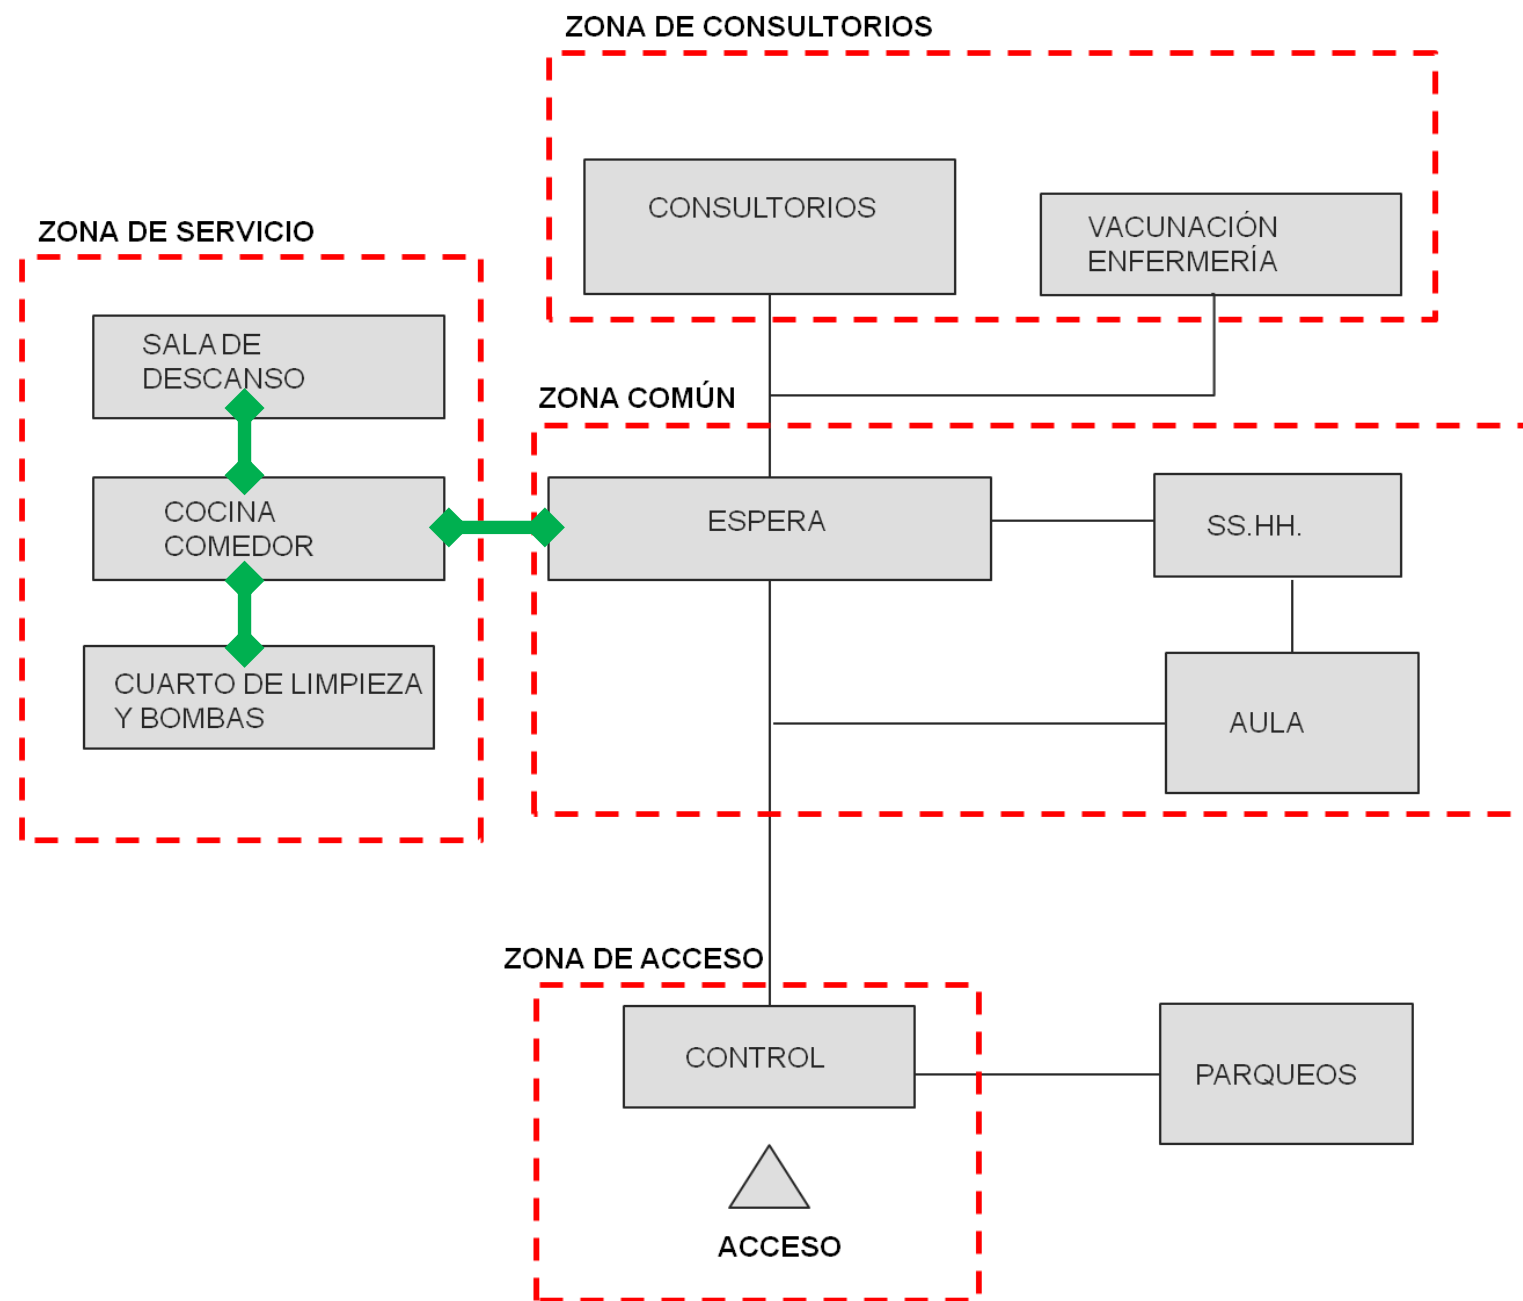 ZONA DE CONSULTORIOS
CONSULTORIOS
VACUNACIÓN
ENFERMERÍA
ZONA DE SERVICIO
SALA DE
DESCANSO
COCINA
COMEDOR
CUARTO DE LIMPIEZA
Y BOMBAS
ZONA COMÚN
ESPERA
SS.HH.
AULA
ZONA DE ACCESO
CONTROL
PARQUEOS
ACCESO